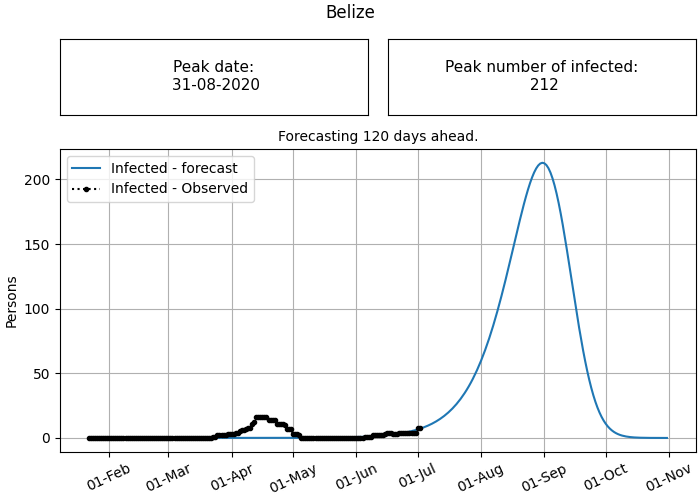 Belize
Peak date:
31-08-2020
Peak number of infected:
212
Forecasting 120 days ahead.
Infected - forecast
Infected - Observed
Persons
200
150
100
50
0
01-Feb
01-Mar
01-Apr
01-May
01-Jun
01-Jul
01-Aug
01-Sep
01-Oct
01-Nov